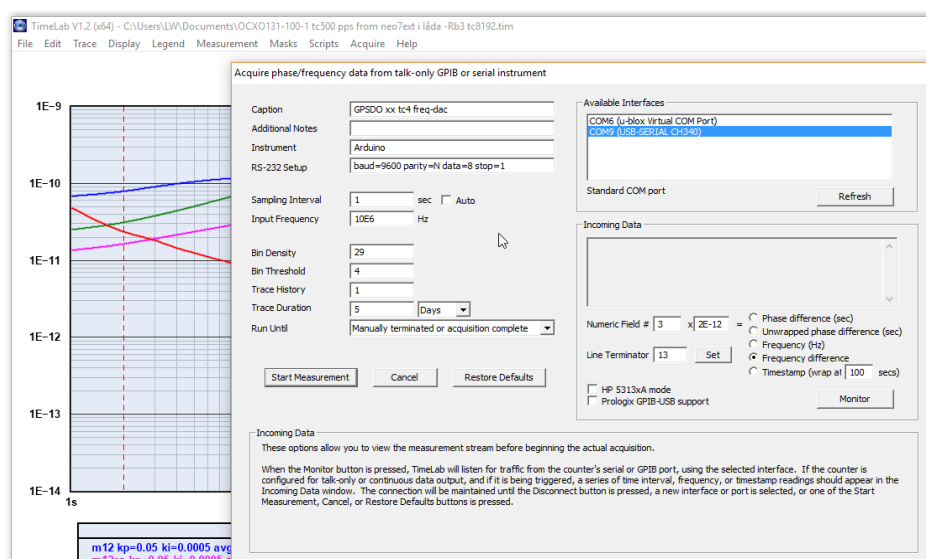 TimeLab V1.2 (x64) - C:\Users\LW\Documents\OCXO131-100-1 tc500 pps from neo7ext i låda -Rb3 tc8192.tim
File Edit Trace Display Legend Measurement Masks Scripts Acquire Help
Acquire phase/frequency data from talk-only GPIB or serial instrument
1E-9
1E-10
1E-11
1E-12
1E-13
1E-14
1s
m12 kp=0.05 ki=0.0005 avg
Caption GPSDO xx tc4 freq-dac
Additional Notes
Instrument Arduino
RS-232 Setup baud=9600 parity=N data=8 stop=1
Sampling Interval 1 sec Auto
Input Frequency 10E6 Hz
Bin Density 29
Bin Threshold 4
Trace History 1
Trace Duration 5 Days
Run Until Manually terminated or acquisition complete
Start Measurement Cancel Restore Defaults
Available Interfaces
COM6 (u-blox Virtual COM Port)
COM9 (USB-SERIAL CH340)
Standard COM port Refresh
Incoming Data
Numeric Field # 3 x 2E-12 =
Phase difference (sec)
Unwrapped phase difference (sec)
Frequency (Hz)
Frequency difference
Timestamp (wrap at 100 secs)
Line Terminator 13 Set
HP 5313xA mode
Prologix GPIB-USB support
Monitor
Incoming Data
These options allow you to view the measurement stream before beginning the actual acquisition.
When the Monitor button is pressed, TimeLab will listen for traffic from the counter's serial or GPIB port, using the selected interface. If the counter is
configured for talk-only or continuous data output, and if it is being triggered, a series of time interval, frequency, or timestamp readings should appear in the
Incoming Data window. The connection will be maintained until the Disconnect button is pressed, a new interface or port is selected, or one of the Start
Measurement, Cancel, or Restore Defaults buttons is pressed.